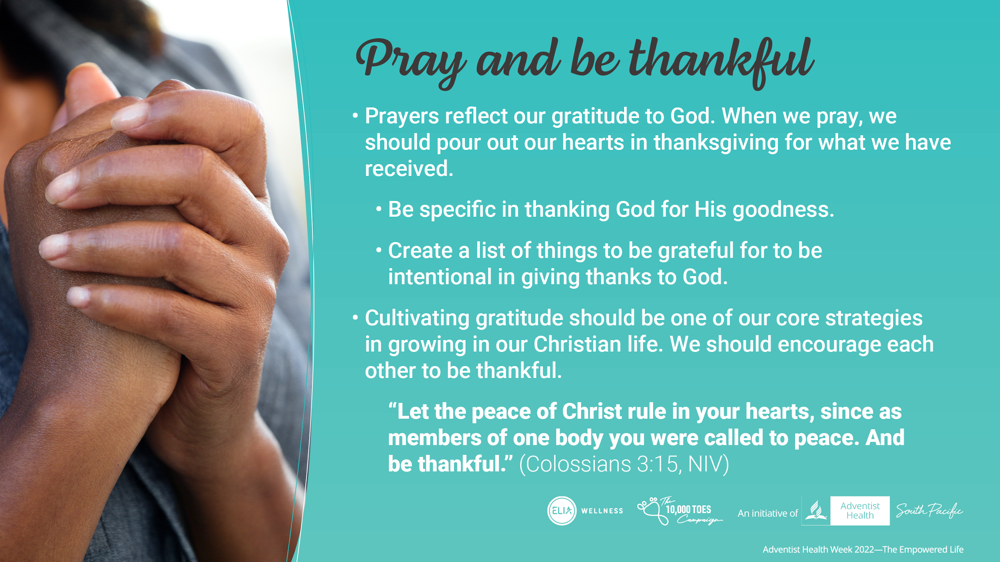 Pray and be thankful
• Prayers reflect our gratitude to God. When we pray, we
should pour out our hearts in thanksgiving for what we have
received.
• Be specific in thanking God for His goodness.
• Create a list of things to be grateful for to be
intentional in giving thanks to God.
• Cultivating gratitude should be one of our core strategies
in growing in our Christian life. We should encourage each
other to be thankful.
“Let the peace of Christ rule in your hearts, since as
members of one body you were called to peace. And
be thankful.” (Colossians 3:15, NIV)
ELIA WELLNESS
The
10,000 TOES
Campaign
An initiative of
Adventist
Health
South Pacific
Adventist Health Week 2022—The Empowered Life